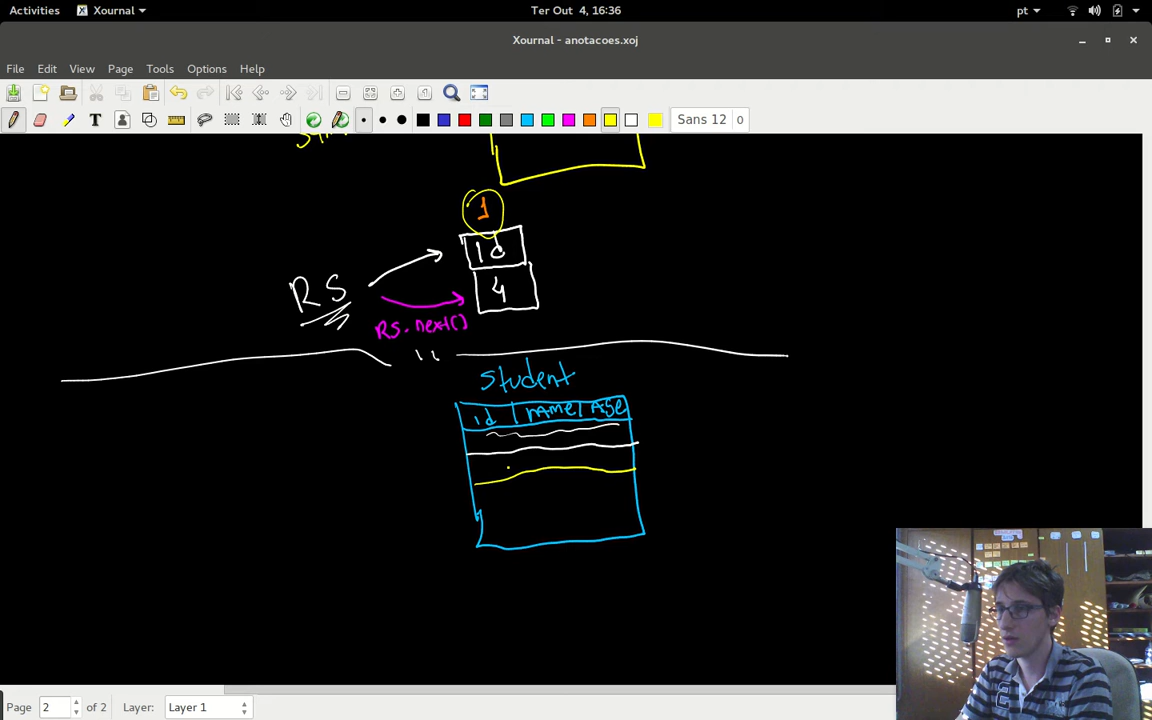 Activities Xournal Ter Out 4, 16:36 pt
Xournal - anotacoes.xoj
File Edit View Page Tools Options Help
T Sans 12 0
1
id
RS 4
RS.next()
student
id | name | Age
Page 2 of 2 Layer: Layer 1